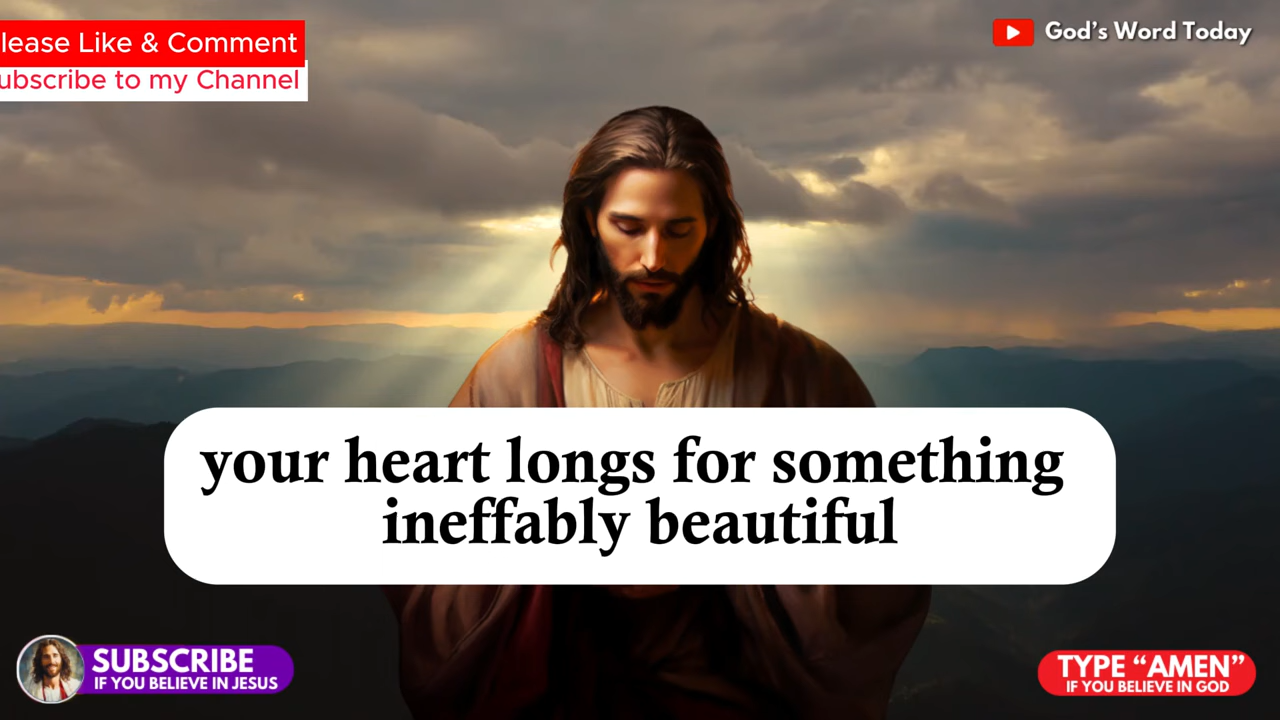 lease Like & Comment
ubscribe to my Channel
God's Word Today
your heart longs for something
ineffably beautiful
SUBSCRIBE
IF YOU BELIEVE IN JESUS
TYPE “AMEN”
IF YOU BELIEVE IN GOD